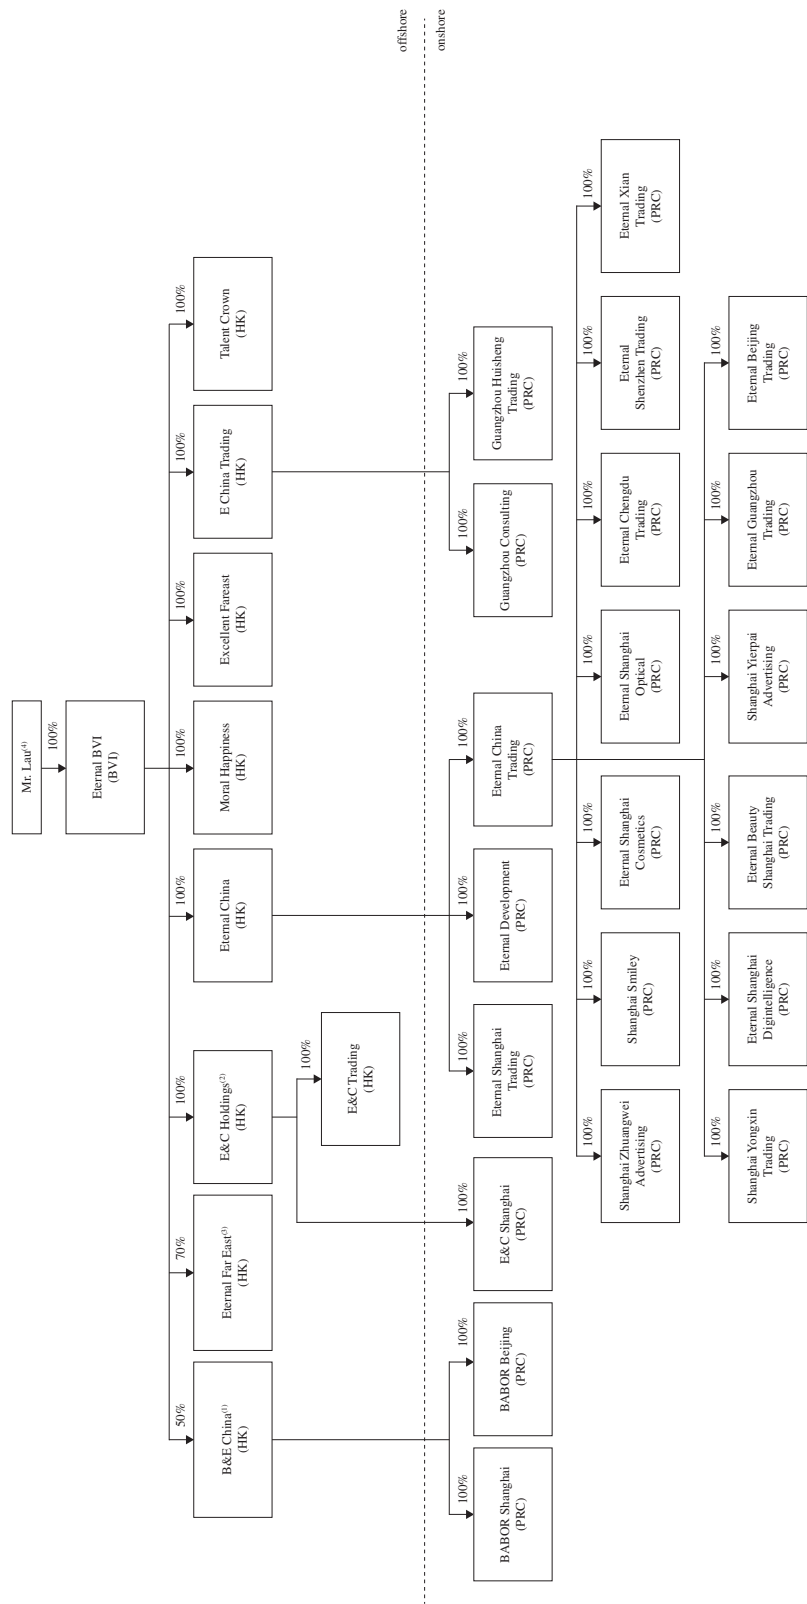 Mr. Lau(4)
100%
Eternal BVI
(BVI)
50%
70%
100%
100%
100%
100%
100%
100%
B&E China(1)
(HK)
Eternal Far East(3)
(HK)
E&C Holdings(2)
(HK)
Eternal China
(HK)
Moral Happiness
(HK)
Excellent Fareast
(HK)
E China Trading
(HK)
Talent Crown
(HK)
100%
E&C Trading
(HK)
offshore
onshore
100%
100%
100%
100%
100%
100%
100%
100%
BABOR Shanghai
(PRC)
BABOR Beijing
(PRC)
E&C Shanghai
(PRC)
Eternal Shanghai
Trading
(PRC)
Eternal Development
(PRC)
Eternal China
Trading
(PRC)
Guangzhou Consulting
(PRC)
Guangzhou Huisheng
Trading
(PRC)
100%
100%
100%
100%
100%
100%
100%
Shanghai Zhuangwei
Advertising
(PRC)
Shanghai Smiley
(PRC)
Eternal Shanghai
Cosmetics
(PRC)
Eternal Shanghai
Optical
(PRC)
Eternal Chengdu
Trading
(PRC)
Eternal
Shenzhen Trading
(PRC)
Eternal Xian
Trading
(PRC)
100%
100%
100%
100%
100%
100%
Shanghai Yongxin
Trading
(PRC)
Eternal Shanghai
Digintelligence
(PRC)
Eternal Beauty
Shanghai Trading
(PRC)
Shanghai Yierpai
Advertising
(PRC)
Eternal Guangzhou
Trading
(PRC)
Eternal Beijing
Trading
(PRC)